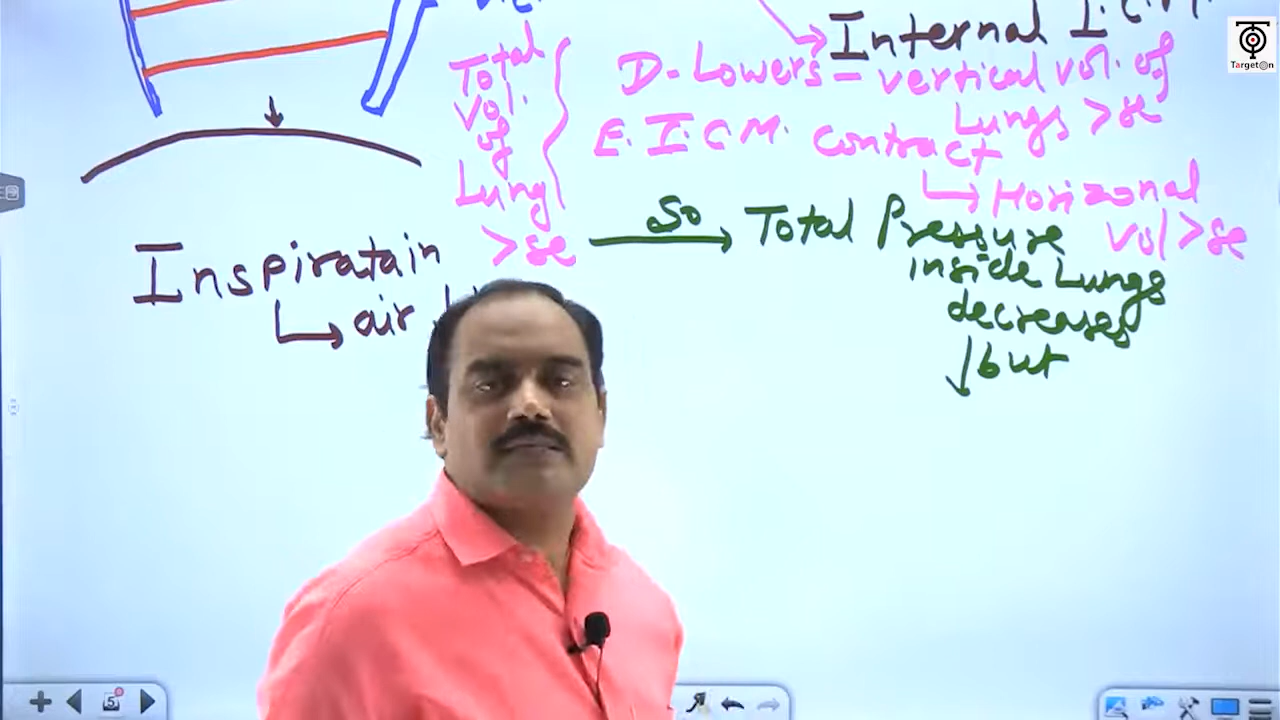 Internal I.C.M.
Total
vol.
of
Lung
>se
D-Lowers - vertical vol. of
Lungs >se
E.I.C.M. contract
Horizonal
vol >se
So
Total Pressure
inside Lungs
decreases
but
Inspiratain
air
TargetOn
5